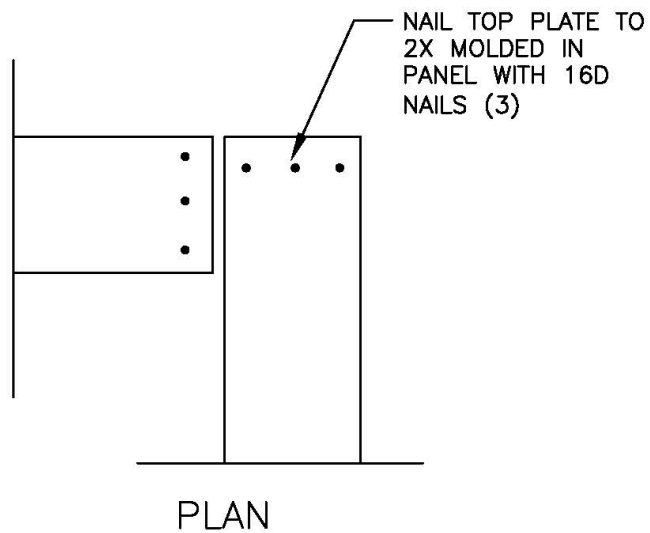 NAIL TOP PLATE TO
2X MOLDED IN
PANEL WITH 16D
NAILS (3)
PLAN